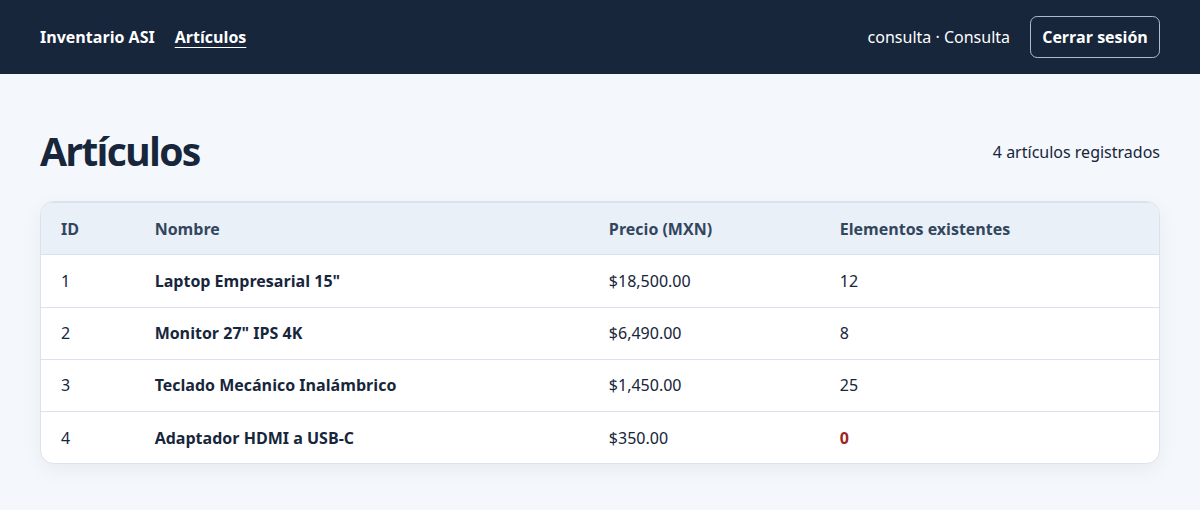 Inventario ASI Artículos consulta · Consulta Cerrar sesión
Artículos 4 artículos registrados
ID Nombre Precio (MXN) Elementos existentes
1 Laptop Empresarial 15" $18,500.00 12
2 Monitor 27" IPS 4K $6,490.00 8
3 Teclado Mecánico Inalámbrico $1,450.00 25
4 Adaptador HDMI a USB-C $350.00 0